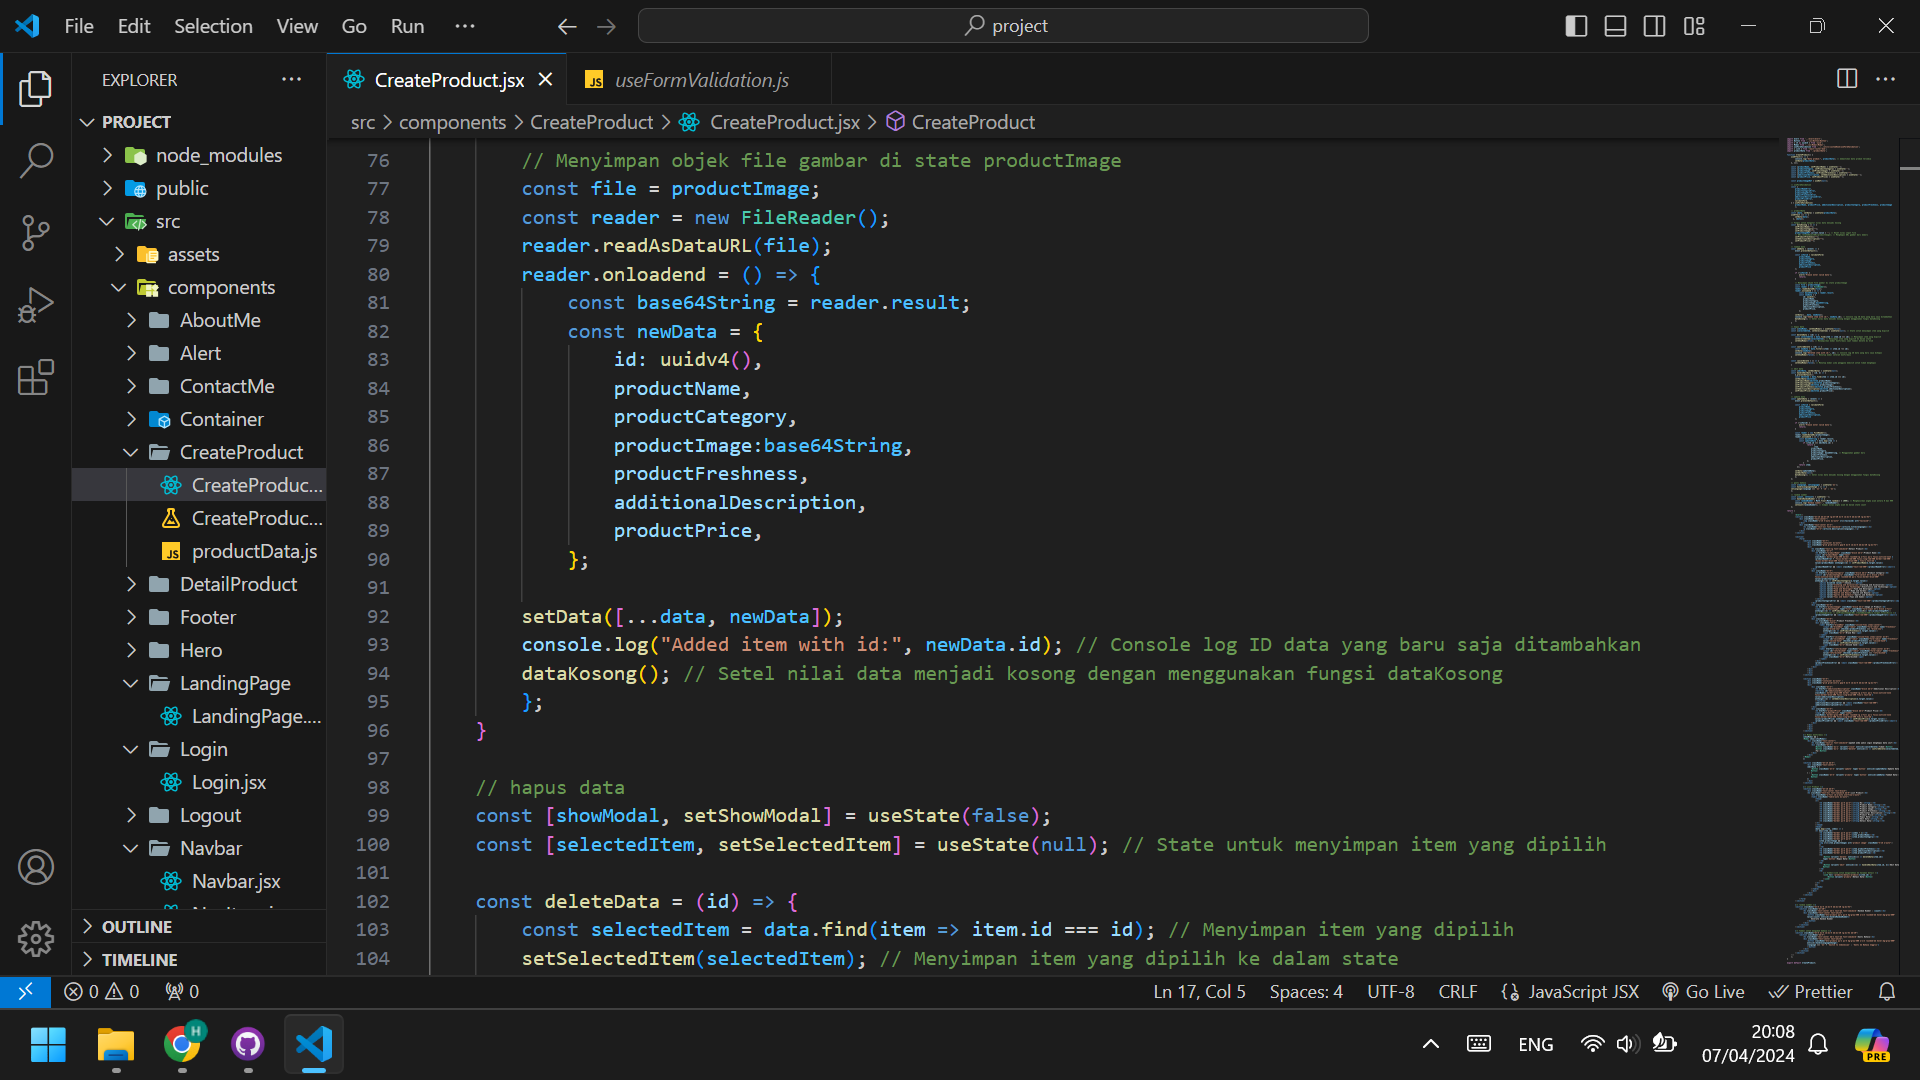 File Edit Selection View Go Run ···
project
EXPLORER ···
PROJECT
node_modules
public
src
assets
components
AboutMe
Alert
ContactMe
Container
CreateProduct
CreateProduc...
CreateProduc...
productData.js
DetailProduct
Footer
Hero
LandingPage
LandingPage....
Login
Login.jsx
Logout
Navbar
Navbar.jsx
OUTLINE
TIMELINE
CreateProduct.jsx
JS useFormValidation.js
src > components > CreateProduct > CreateProduct.jsx > CreateProduct
76 // Menyimpan objek file gambar di state productImage
77 const file = productImage;
78 const reader = new FileReader();
79 reader.readAsDataURL(file);
80 reader.onloadend = () => {
81 const base64String = reader.result;
82 const newData = {
83 id: uuidv4(),
84 productName,
85 productCategory,
86 productImage:base64String,
87 productFreshness,
88 additionalDescription,
89 productPrice,
90 };
91
92 setData([...data, newData]);
93 console.log("Added item with id:", newData.id); // Console log ID data yang baru saja ditambahkan
94 dataKosong(); // Setel nilai data menjadi kosong dengan menggunakan fungsi dataKosong
95 };
96 }
97
98 // hapus data
99 const [showModal, setShowModal] = useState(false);
100 const [selectedItem, setSelectedItem] = useState(null); // State untuk menyimpan item yang dipilih
101
102 const deleteData = (id) => {
103 const selectedItem = data.find(item => item.id === id); // Menyimpan item yang dipilih
104 setSelectedItem(selectedItem); // Menyimpan item yang dipilih ke dalam state
0 0 0
Ln 17, Col 5 Spaces: 4 UTF-8 CRLF JavaScript JSX Go Live Prettier
H
ENG
20:08
07/04/2024
PRE